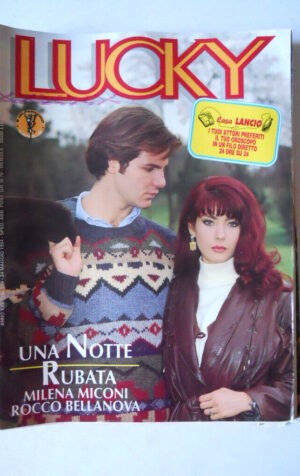 LUCKY
Casa LANCIO
I TUOI ATTORI PREFERITI
IL TUO OROSCOPO
IN UN FILO DIRETTO
24 ORE SU 24
UNA NOTTE
RUBATA
MILENA MICONI
ROCCO BELLANOVA